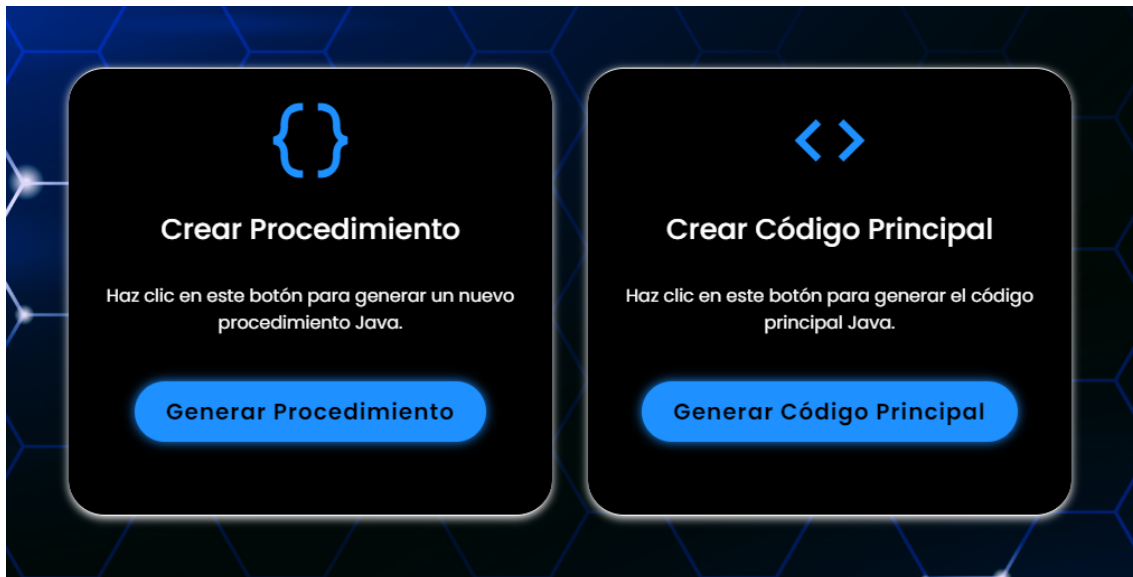 { }
Crear Procedimiento
Haz clic en este botón para generar un nuevo
procedimiento Java.
Generar Procedimiento
< >
Crear Código Principal
Haz clic en este botón para generar el código
principal Java.
Generar Código Principal